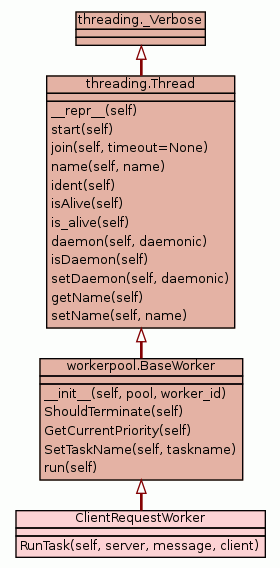 threading._Verbose
threading.Thread
__repr__(self)
start(self)
join(self, timeout=None)
name(self, name)
ident(self)
isAlive(self)
is_alive(self)
daemon(self, daemonic)
isDaemon(self)
setDaemon(self, daemonic)
getName(self)
setName(self, name)
workerpool.BaseWorker
__init__(self, pool, worker_id)
ShouldTerminate(self)
GetCurrentPriority(self)
SetTaskName(self, taskname)
run(self)
ClientRequestWorker
RunTask(self, server, message, client)